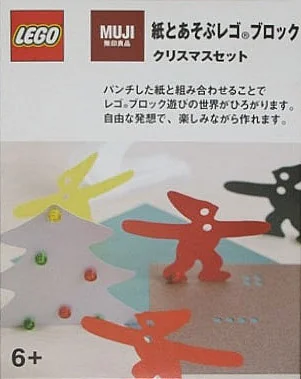 LEGO
MUJI
無印良品
紙とあそぶレゴ®ブロック
クリスマスセット
パンチした紙と組み合わせることで
レゴ®ブロック遊びの世界がひろがります。
自由な発想で、楽しみながら作れます。
6+